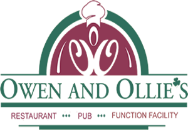 OWEN AND OLLIE'S
RESTAURANT ••• PUB ••• FUNCTION FACILITY